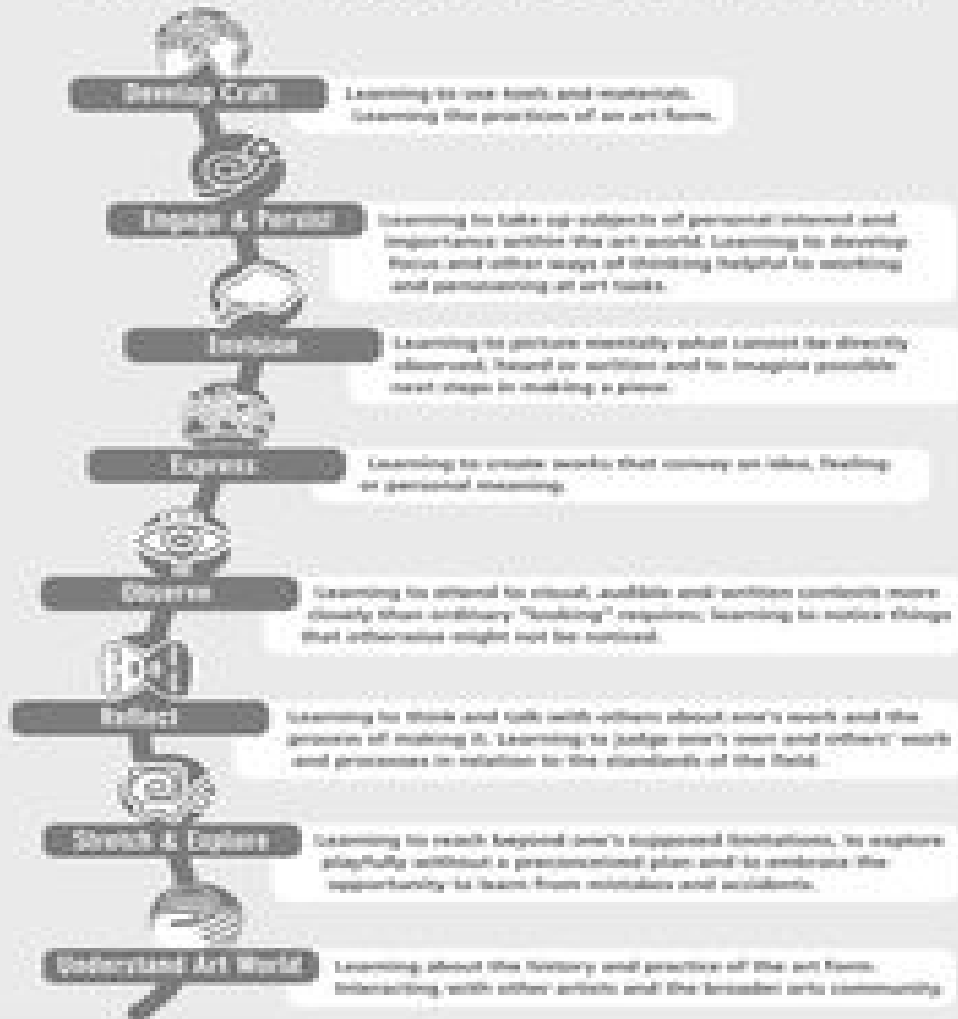 Develop Craft
Learning to use tools and materials.
Learning the practices of an art form.
Engage & Persist
Learning to take up subjects of personal interest and
importance within the art world. Learning to develop
focus and other ways of thinking helpful to working
and persevering at art tasks.
Envision
Learning to picture mentally what cannot be directly
observed, heard or written and to imagine possible
next steps in making a piece.
Express
Learning to create works that convey an idea, feeling
or personal meaning.
Observe
Learning to attend to visual, audible and written contexts more
closely than ordinary "looking" requires; learning to notice things
that otherwise might not be noticed.
Reflect
Learning to think and talk with others about one's work and the
process of making it. Learning to judge one's own and others' work
and processes in relation to the standards of the field.
Stretch & Explore
Learning to reach beyond one's supposed limitations, to explore
playfully without a preconceived plan and to embrace the
opportunity to learn from mistakes and accidents.
Understand Art World
Learning about the history and practice of the art form.
Interacting with other artists and the broader arts community.